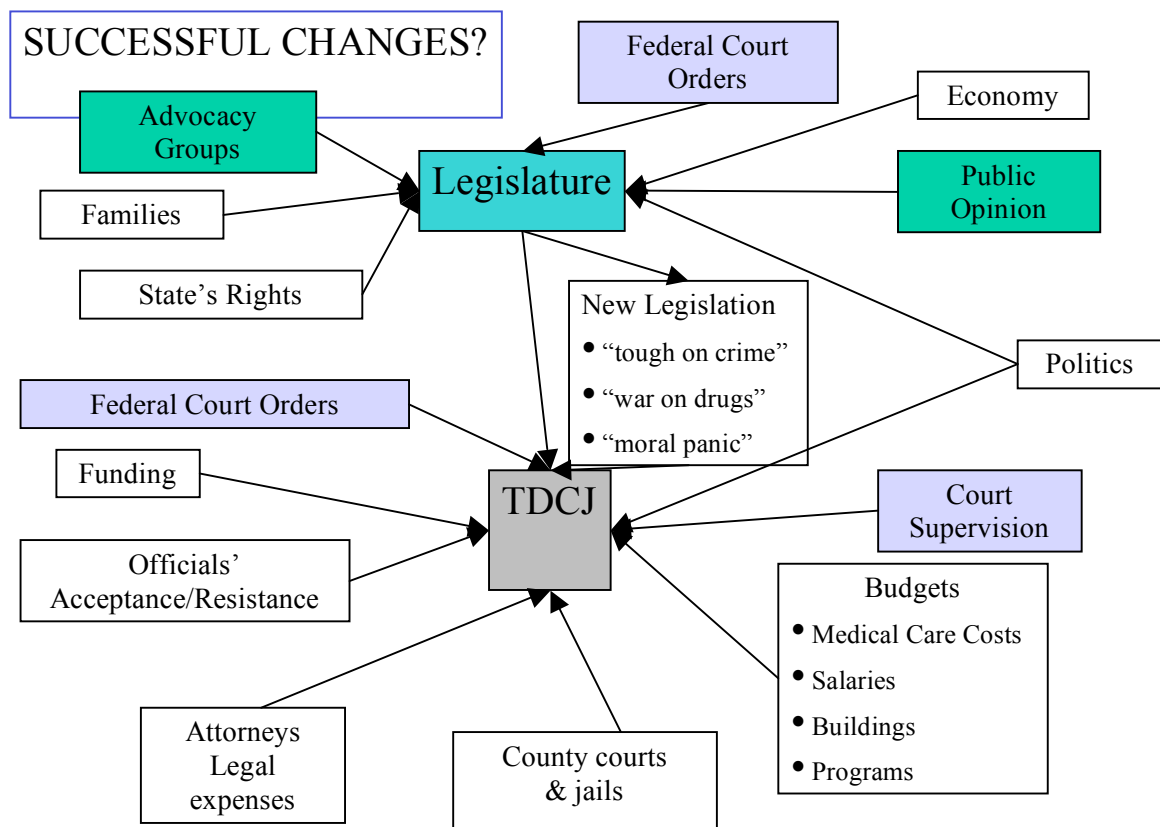 SUCCESSFUL CHANGES?
Federal Court
Orders
Economy
Advocacy
Groups
Legislature
Public
Opinion
Families
State’s Rights
New Legislation
• “tough on crime”
• “war on drugs”
• “moral panic”
Politics
Federal Court Orders
Funding
TDCJ
Court
Supervision
Officials’
Acceptance/Resistance
Budgets
• Medical Care Costs
• Salaries
• Buildings
• Programs
Attorneys
Legal
expenses
County courts
& jails